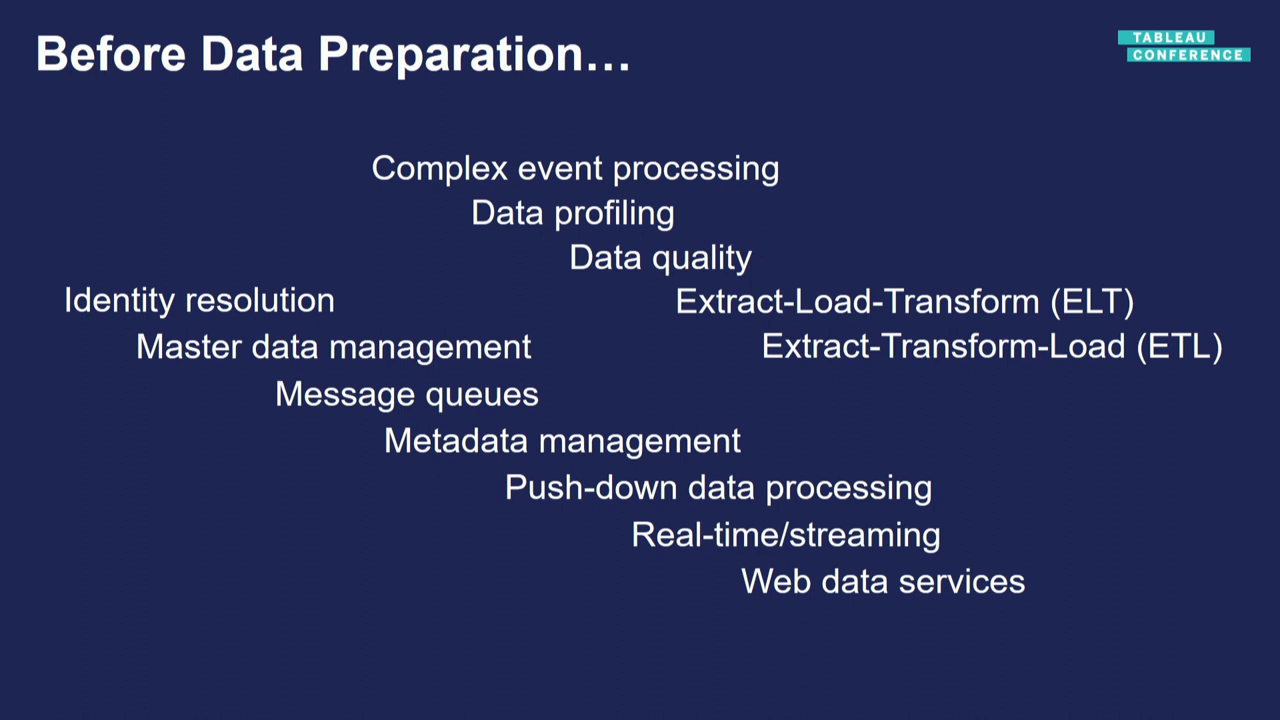 Before Data Preparation…
TABLEAU
CONFERENCE
Complex event processing
Data profiling
Data quality
Identity resolution
Extract-Load-Transform (ELT)
Master data management
Extract-Transform-Load (ETL)
Message queues
Metadata management
Push-down data processing
Real-time/streaming
Web data services